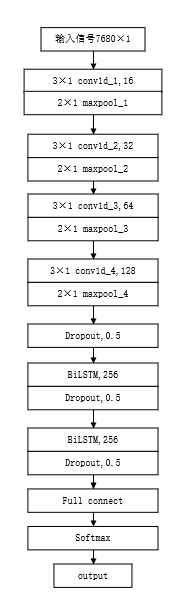 输入信号7680×1
3×1 conv1d_1,16
2×1 maxpool_1
3×1 conv1d_2,32
2×1 maxpool_2
3×1 conv1d_3,64
2×1 maxpool_3
3×1 conv1d_4,128
2×1 maxpool_4
Dropout,0.5
BiLSTM,256
Dropout,0.5
BiLSTM,256
Dropout,0.5
Full connect
Softmax
output